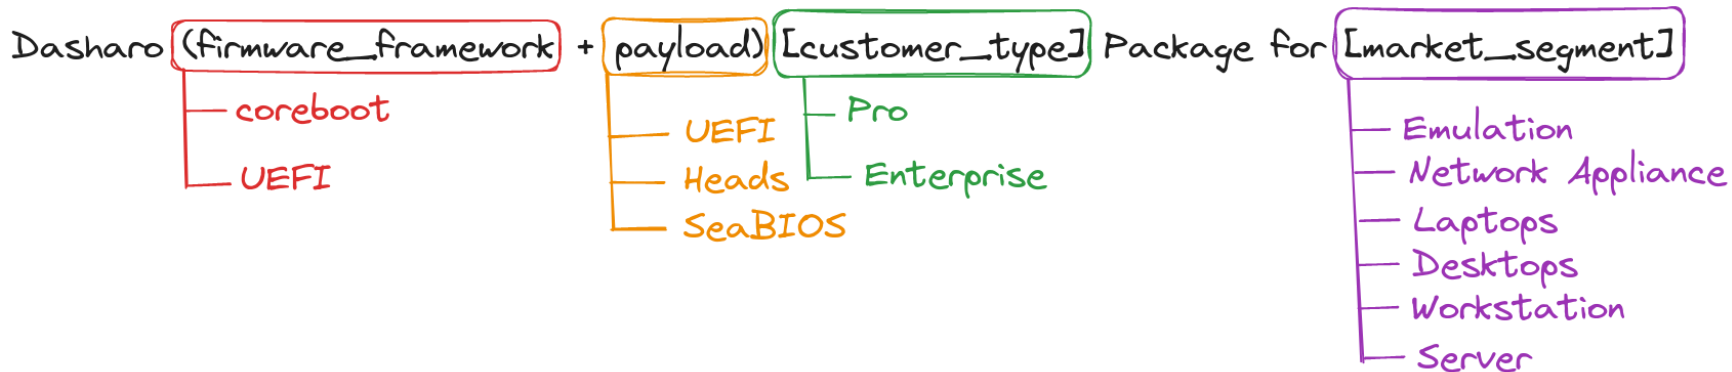 Dasharo (firmware_framework + payload) [customer_type] Package for [market_segment]
coreboot
UEFI
UEFI
Heads
SeaBIOS
Pro
Enterprise
Emulation
Network Appliance
Laptops
Desktops
Workstation
Server